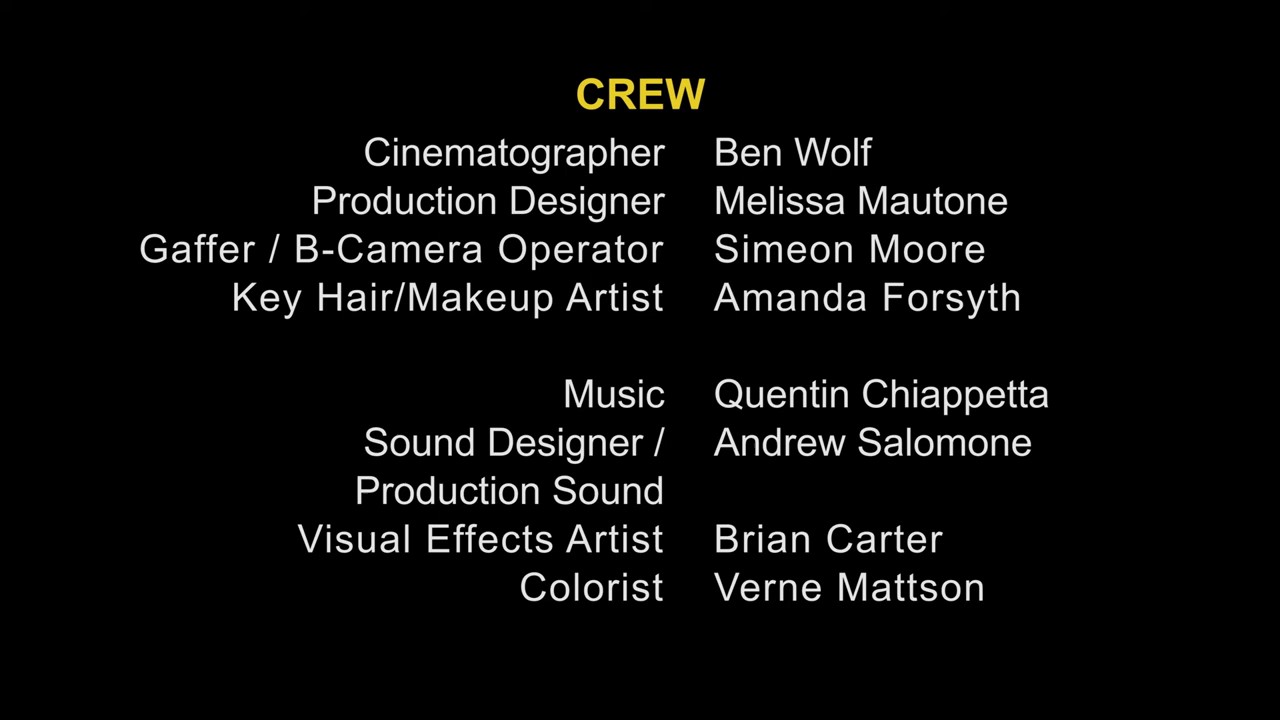 CREW
Cinematographer Ben Wolf
Production Designer Melissa Mautone
Gaffer / B-Camera Operator Simeon Moore
Key Hair/Makeup Artist Amanda Forsyth
Music Quentin Chiappetta
Sound Designer / Andrew Salomone
Production Sound
Visual Effects Artist Brian Carter
Colorist Verne Mattson